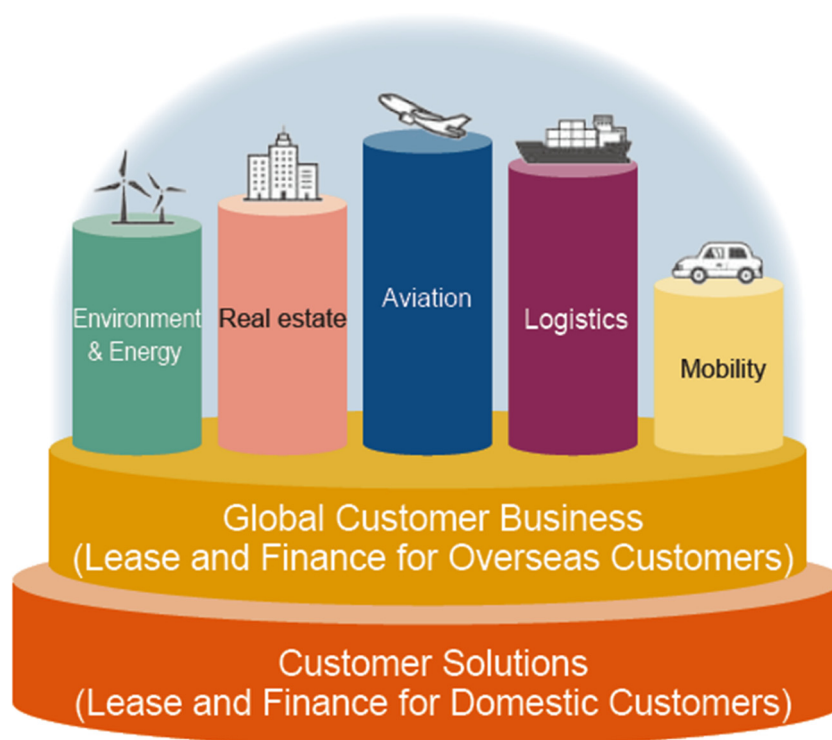 Environment
& Energy
Real estate
Aviation
Logistics
Mobility
Global Customer Business
(Lease and Finance for Overseas Customers)
Customer Solutions
(Lease and Finance for Domestic Customers)